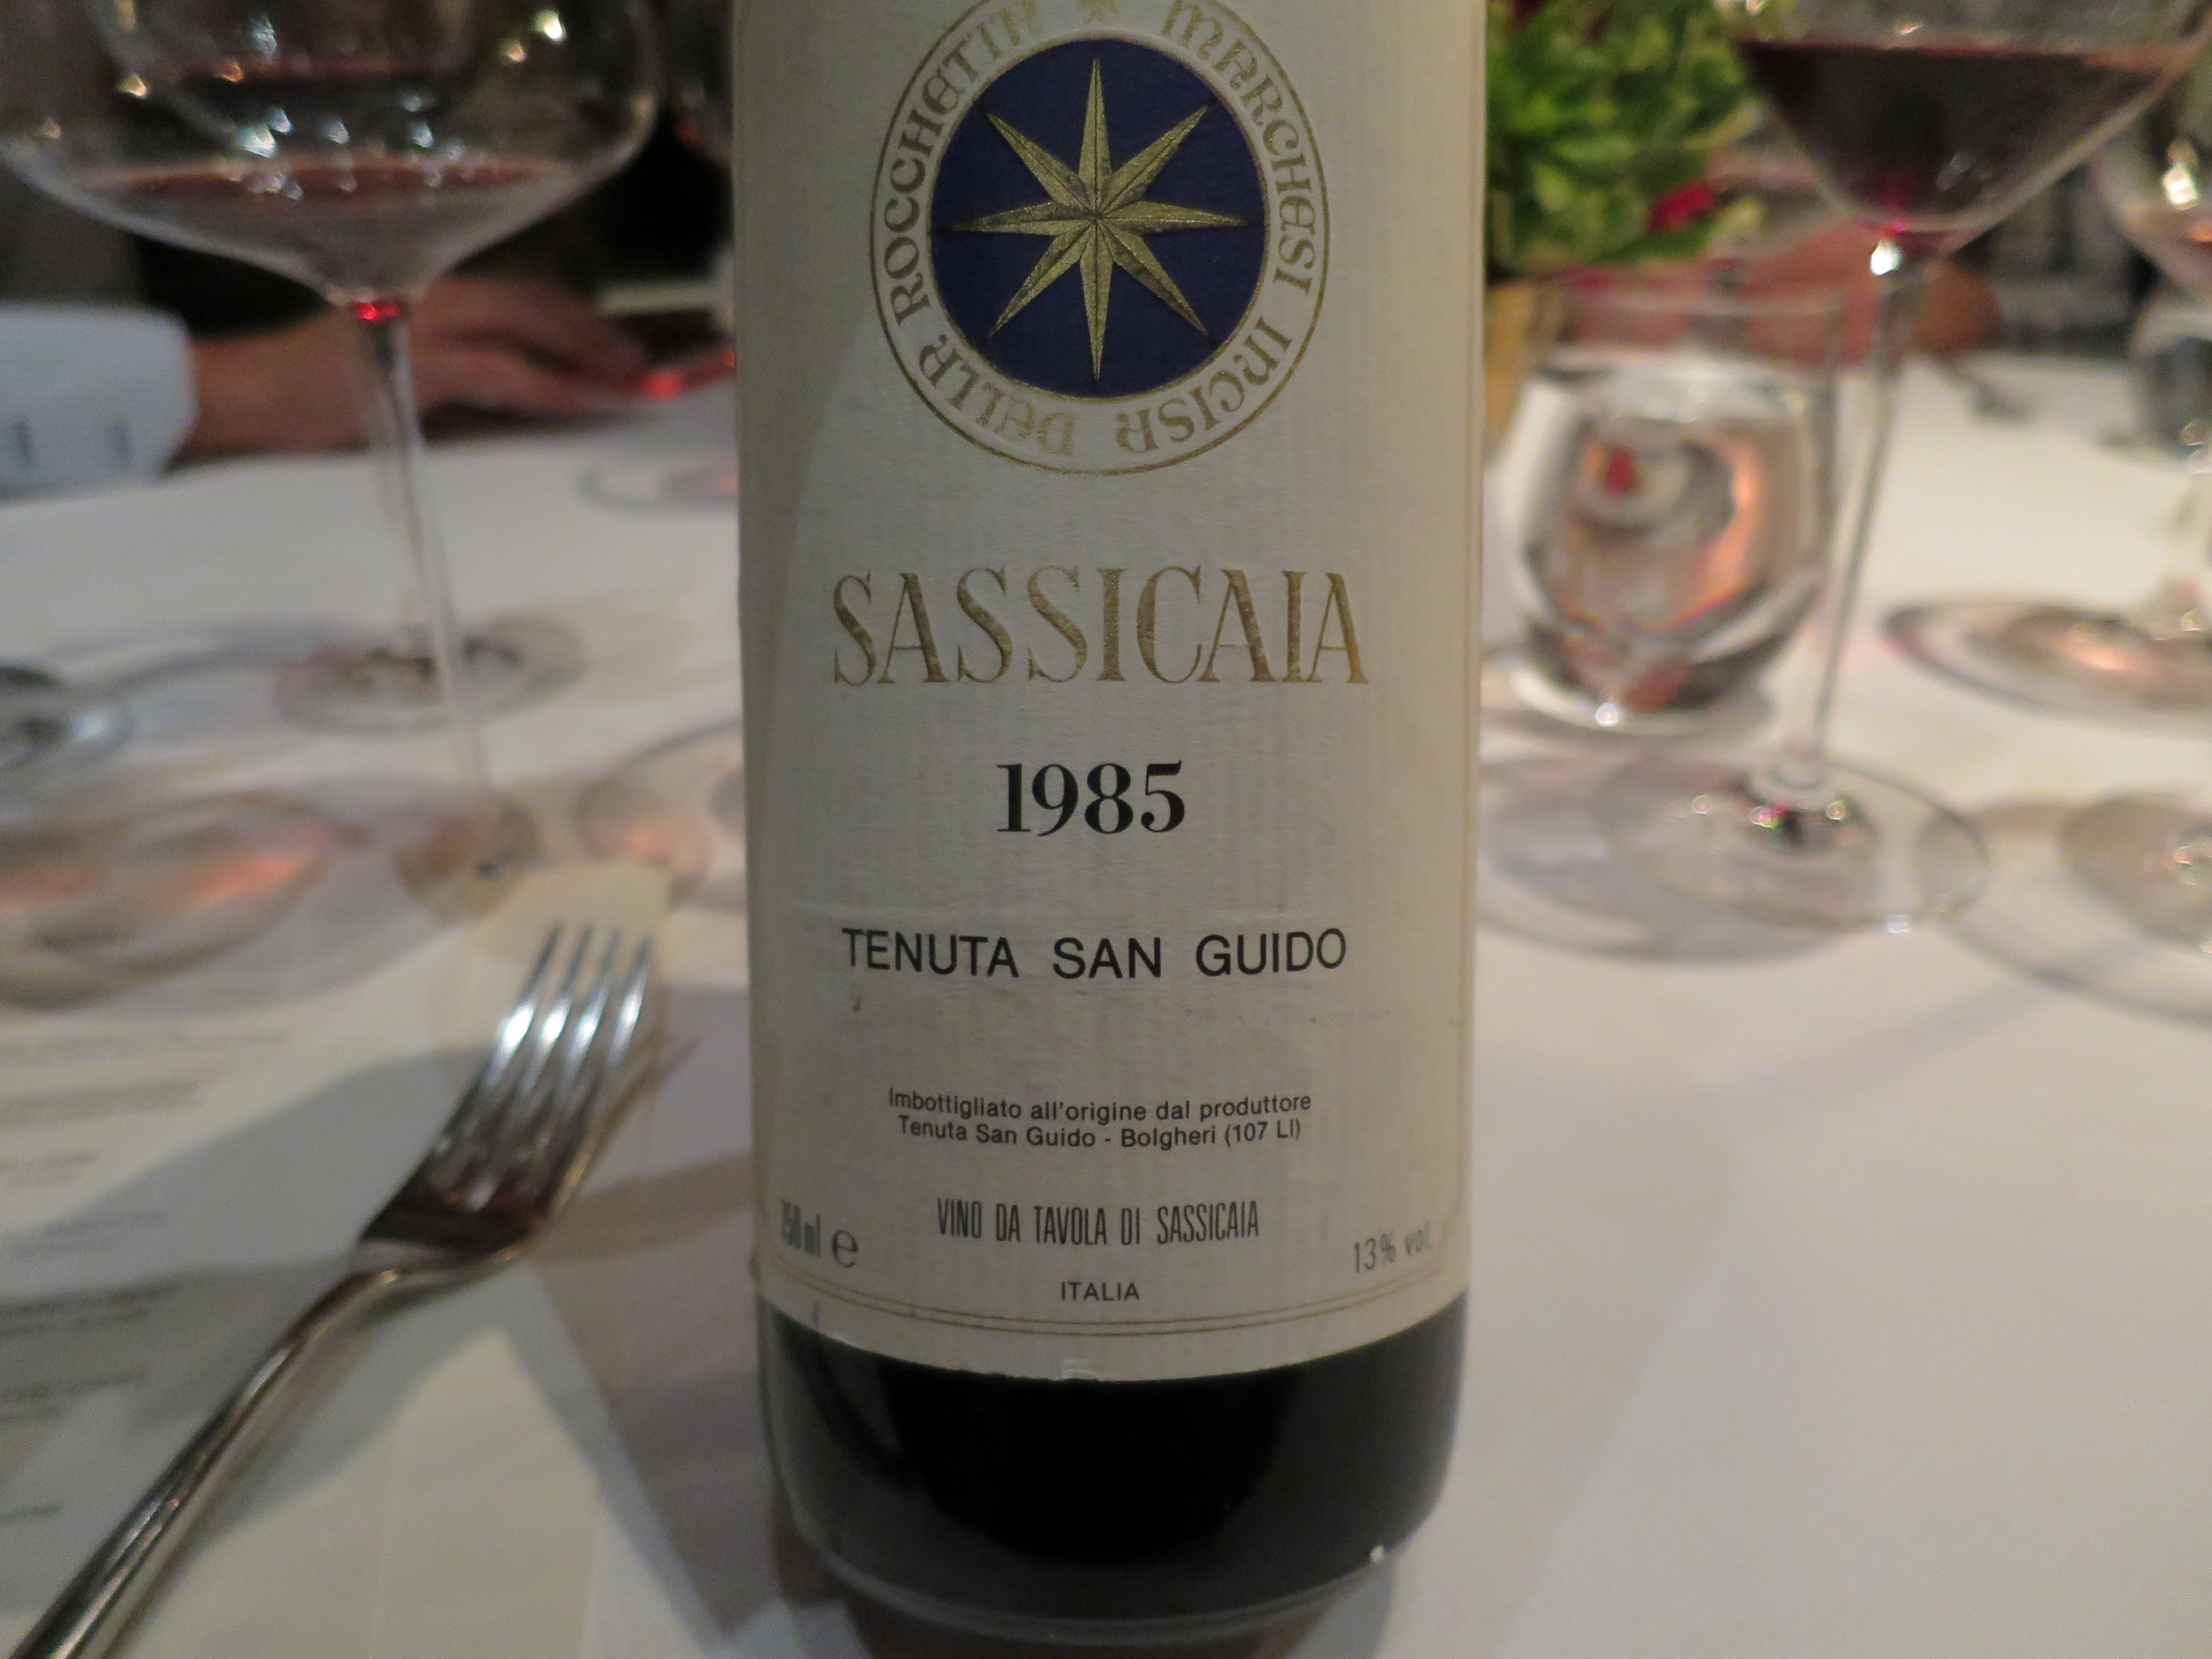 MARCHESI INCISA DELLA ROCCHETTA
SASSICAIA
1985
TENUTA SAN GUIDO
Imbottigliato all'origine dal produttore
Tenuta San Guido - Bolgheri (107 LI)
750 ml e
VINO DA TAVOLA DI SASSICAIA
13% vol.
ITALIA